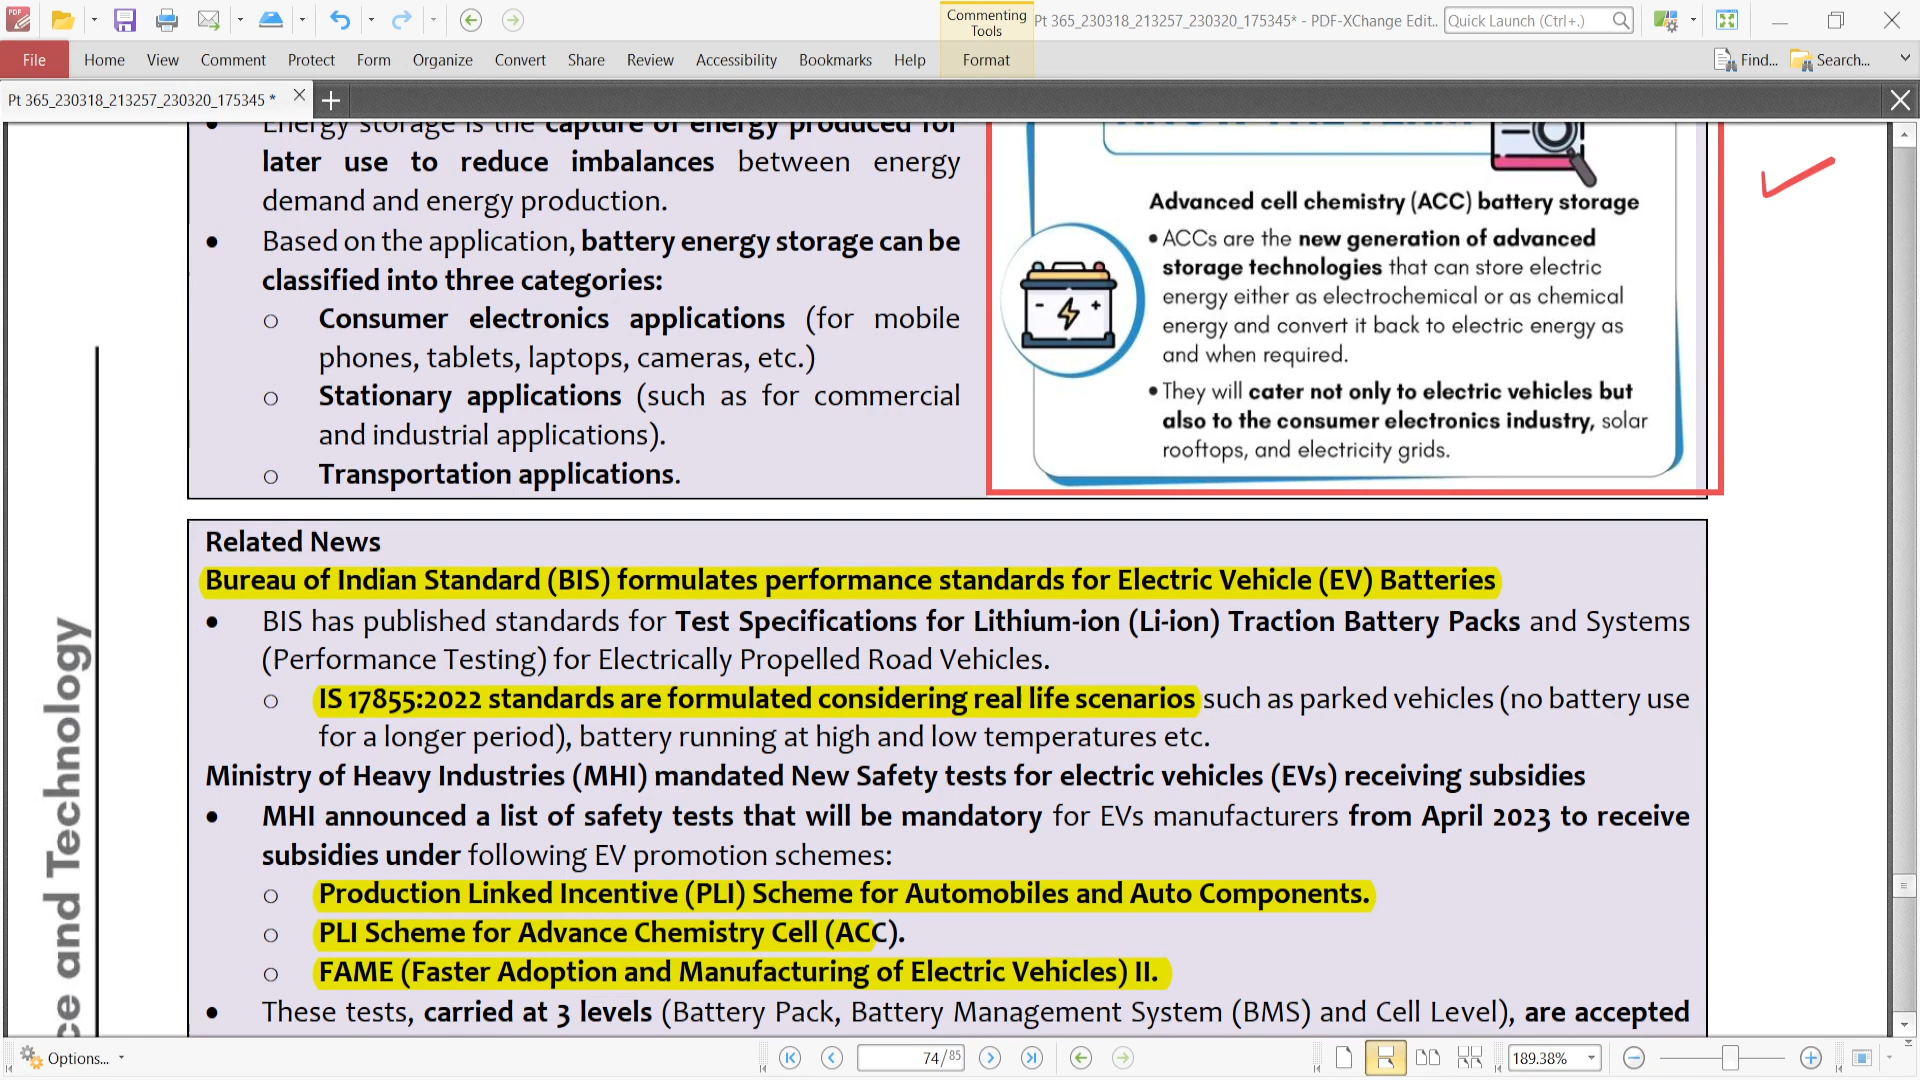 Commenting Tools
Pt 365_230318_213257_230320_175345* - PDF-XChange Edit..
Quick Launch (Ctrl+.)
File Home View Comment Protect Form Organize Convert Share Review Accessibility Bookmarks Help Format Find... Search...
Pt 365_230318_213257_230320_175345 *
• Energy storage is the capture of energy produced for
later use to reduce imbalances between energy
demand and energy production.
• Based on the application, battery energy storage can be
classified into three categories:
o Consumer electronics applications (for mobile
phones, tablets, laptops, cameras, etc.)
o Stationary applications (such as for commercial
and industrial applications).
o Transportation applications.
Advanced cell chemistry (ACC) battery storage
• ACCs are the new generation of advanced
storage technologies that can store electric
energy either as electrochemical or as chemical
energy and convert it back to electric energy as
and when required.
• They will cater not only to electric vehicles but
also to the consumer electronics industry, solar
rooftops, and electricity grids.
Related News
Bureau of Indian Standard (BIS) formulates performance standards for Electric Vehicle (EV) Batteries
• BIS has published standards for Test Specifications for Lithium-ion (Li-ion) Traction Battery Packs and Systems
(Performance Testing) for Electrically Propelled Road Vehicles.
o IS 17855:2022 standards are formulated considering real life scenarios such as parked vehicles (no battery use
for a longer period), battery running at high and low temperatures etc.
Ministry of Heavy Industries (MHI) mandated New Safety tests for electric vehicles (EVs) receiving subsidies
• MHI announced a list of safety tests that will be mandatory for EVs manufacturers from April 2023 to receive
subsidies under following EV promotion schemes:
o Production Linked Incentive (PLI) Scheme for Automobiles and Auto Components.
o PLI Scheme for Advance Chemistry Cell (ACC).
o FAME (Faster Adoption and Manufacturing of Electric Vehicles) II.
• These tests, carried at 3 levels (Battery Pack, Battery Management System (BMS) and Cell Level), are accepted
ce and Technology
Options...
74/85
189.38%